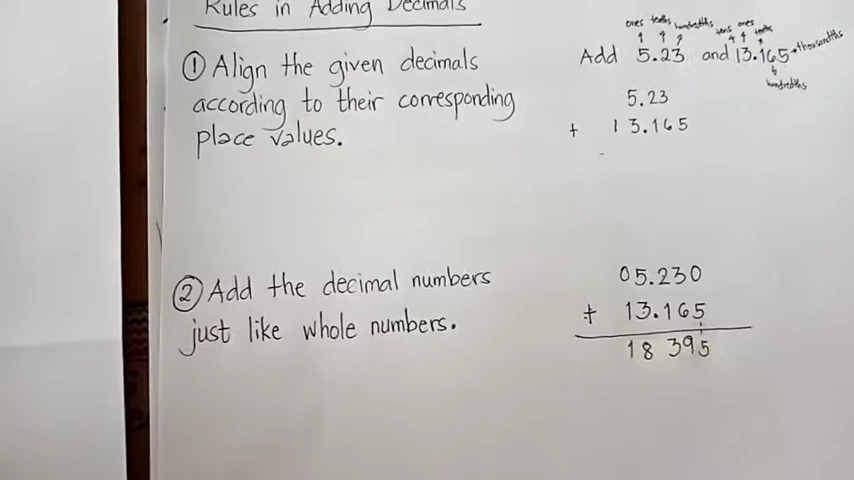 Rules in Adding Decimals
① Align the given decimals
according to their corresponding
place values.
ones tenths hundredths tens ones tenths
Add 5.23 and 13.165 → thousandths
hundredths
5.23
+ 13.165
② Add the decimal numbers
just like whole numbers.
05.230
+ 13.165
18 395